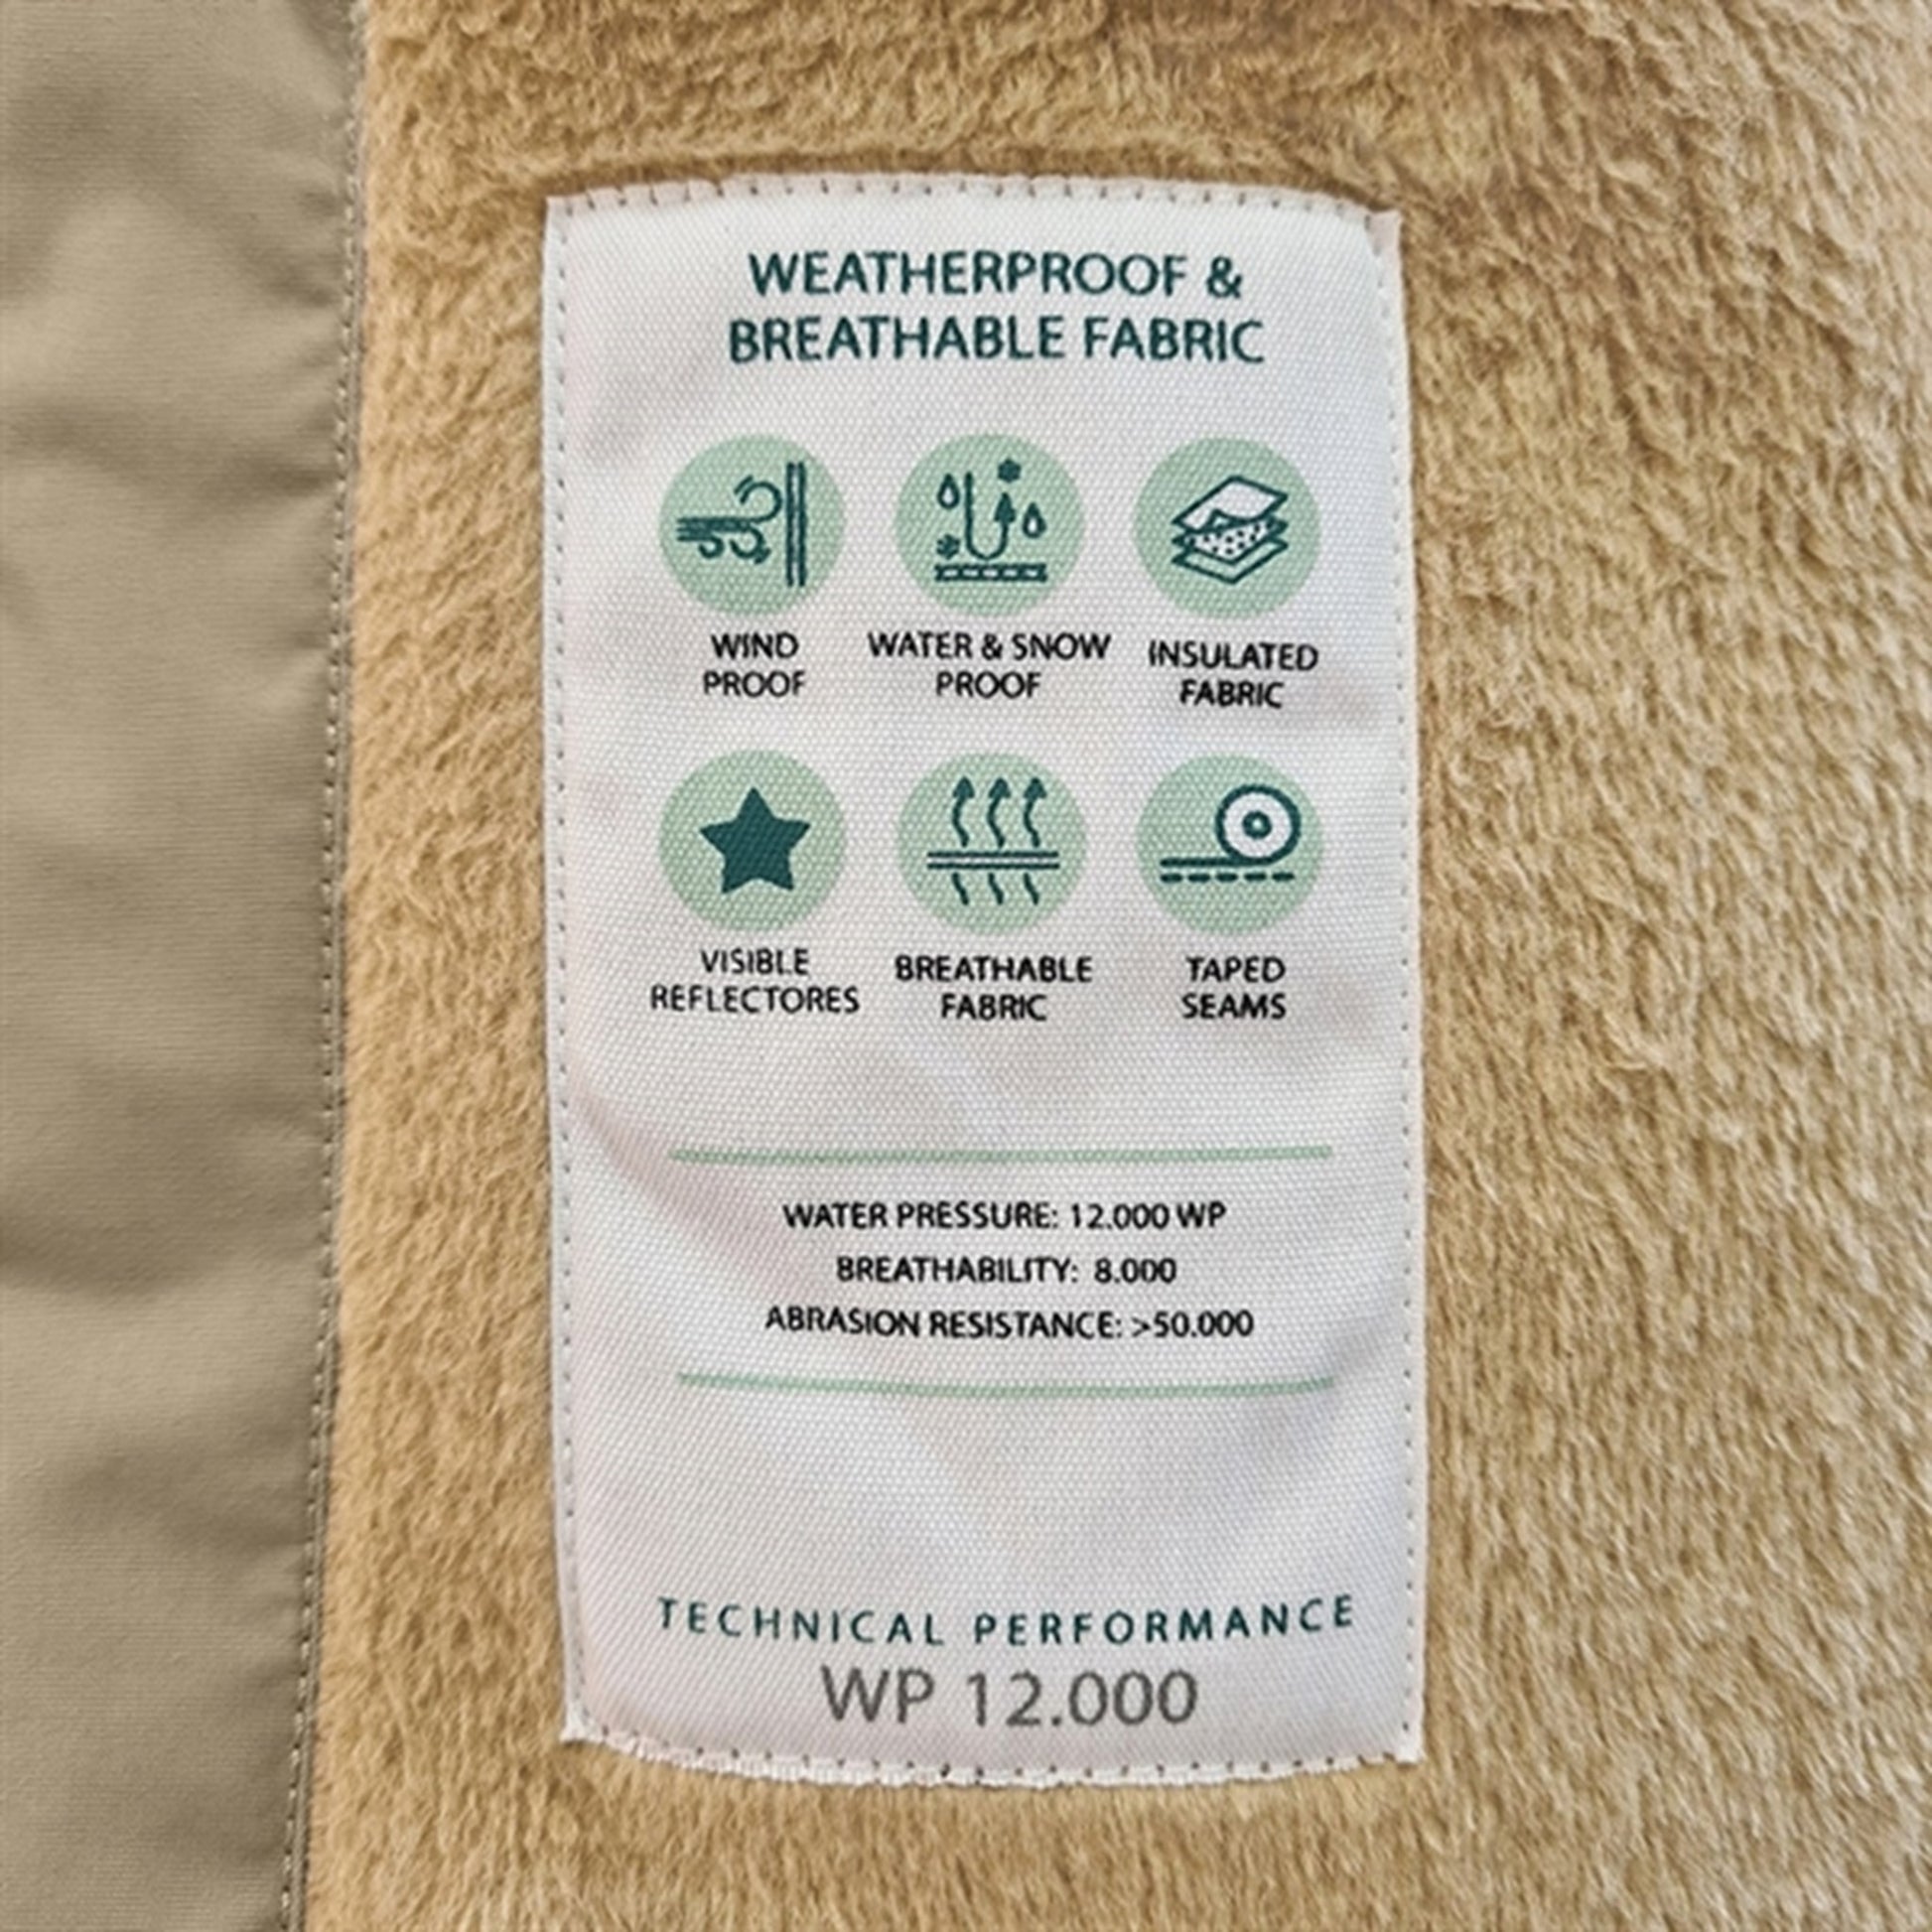 WEATHERPROOF &
BREATHABLE FABRIC
WIND
PROOF
WATER & SNOW
PROOF
INSULATED
FABRIC
VISIBLE
REFLECTORES
BREATHABLE
FABRIC
TAPED
SEAMS
WATER PRESSURE: 12.000 WP
BREATHABILITY: 8.000
ABRASION RESISTANCE: >50.000
TECHNICAL PERFORMANCE
WP 12.000